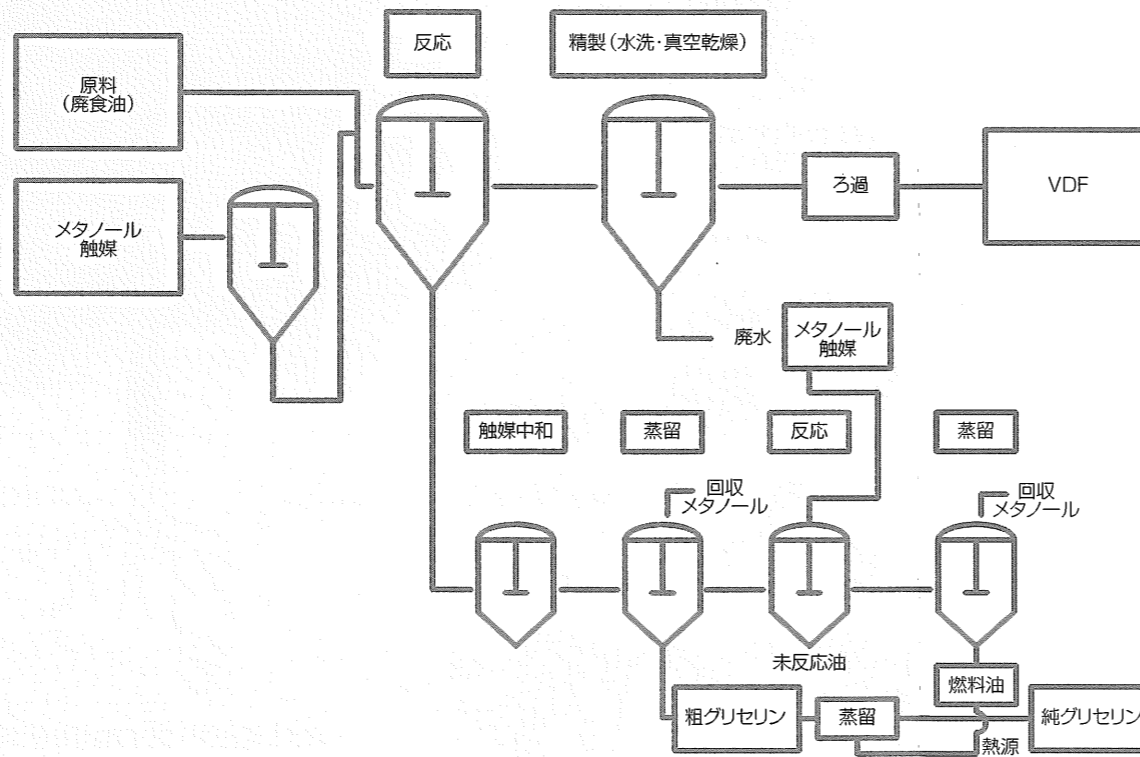 反応
精製(水洗・真空乾燥)
原料
(廃食油)
メタノール
触媒
ろ過
VDF
廃水
メタノール
触媒
触媒中和
蒸留
反応
蒸留
回収
メタノール
回収
メタノール
未反応油
燃料油
粗グリセリン
蒸留
純グリセリン
熱源